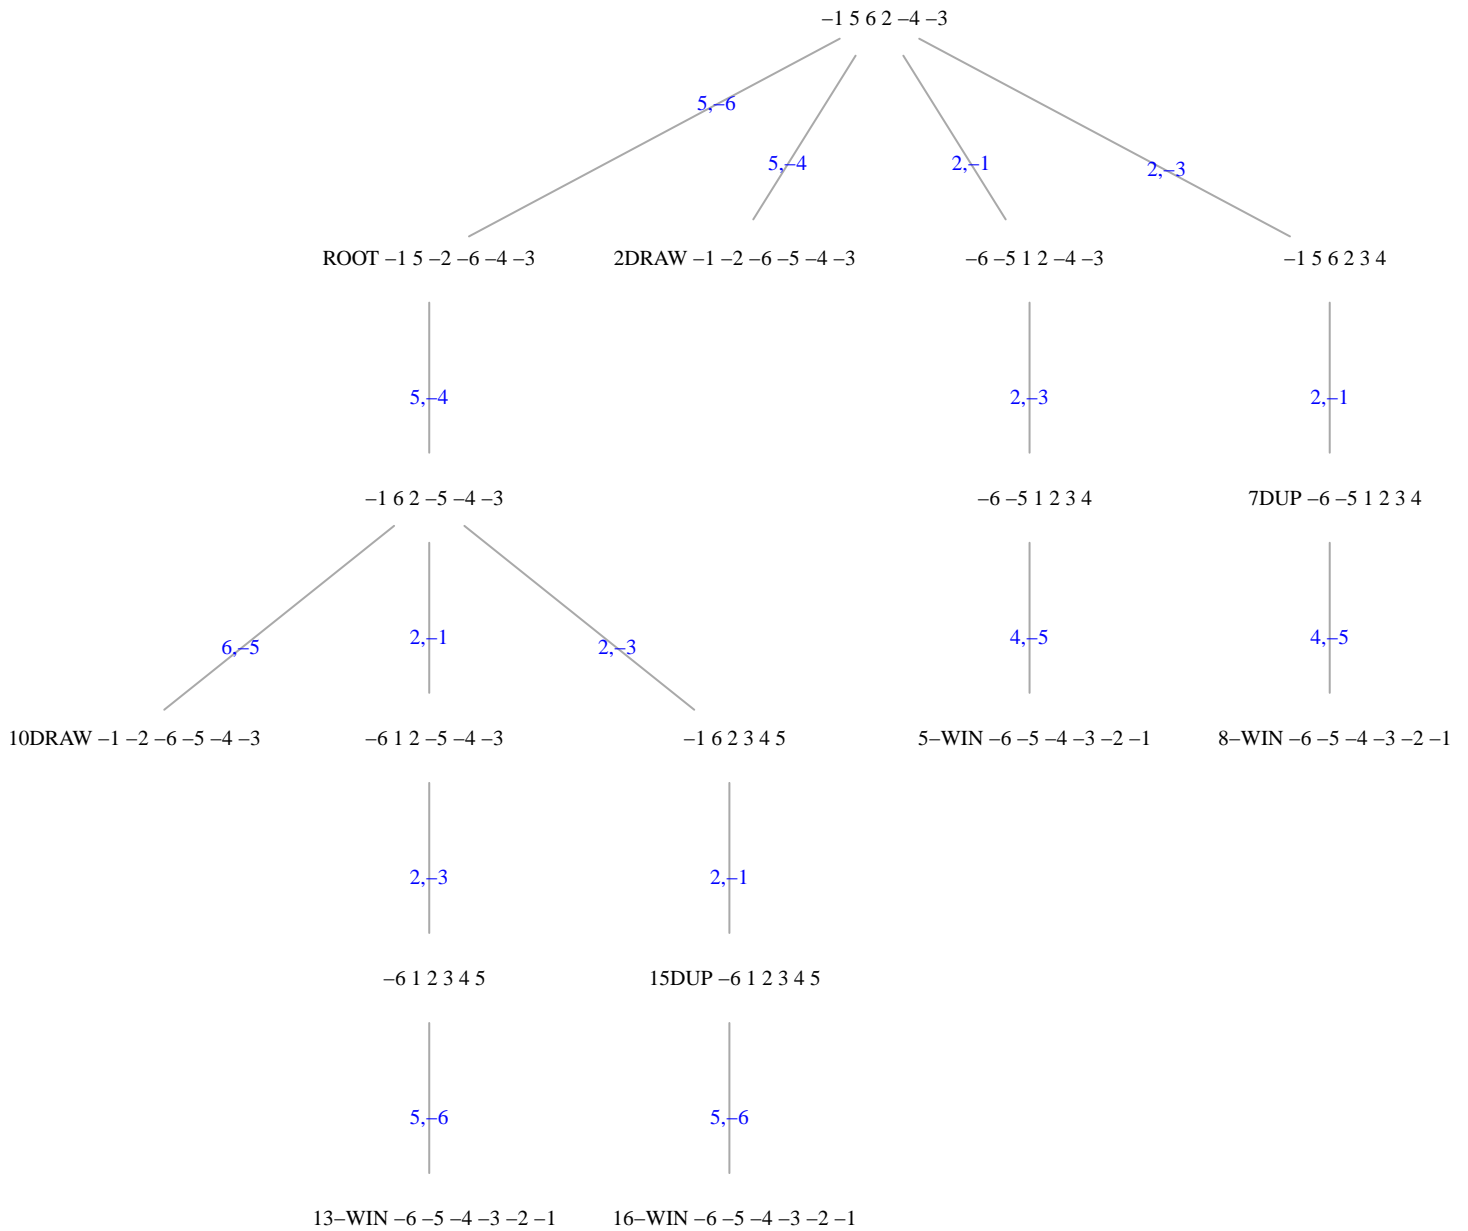 −1 5 6 2 −4 −3
5,−6
5,−4
2,−1
2,−3
ROOT −1 5 −2 −6 −4 −3
2DRAW −1 −2 −6 −5 −4 −3
−6 −5 1 2 −4 −3
−1 5 6 2 3 4
5,−4
2,−3
2,−1
−1 6 2 −5 −4 −3
−6 −5 1 2 3 4
7DUP −6 −5 1 2 3 4
6,−5
2,−1
2,−3
4,−5
4,−5
10DRAW −1 −2 −6 −5 −4 −3
−6 1 2 −5 −4 −3
−1 6 2 3 4 5
5−WIN −6 −5 −4 −3 −2 −1
8−WIN −6 −5 −4 −3 −2 −1
2,−3
2,−1
−6 1 2 3 4 5
15DUP −6 1 2 3 4 5
5,−6
5,−6
13−WIN −6 −5 −4 −3 −2 −1
16−WIN −6 −5 −4 −3 −2 −1